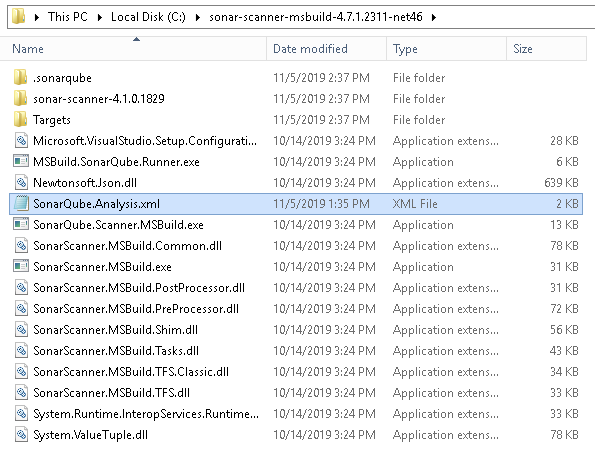 This PC Local Disk (C:) sonar-scanner-msbuild-4.7.1.2311-net46
Name Date modified Type Size
.sonarqube 11/5/2019 2:37 PM File folder
sonar-scanner-4.1.0.1829 11/5/2019 2:37 PM File folder
Targets 11/5/2019 2:37 PM File folder
Microsoft.VisualStudio.Setup.Configurati... 10/14/2019 3:24 PM Application extens... 28 KB
MSBuild.SonarQube.Runner.exe 10/14/2019 3:24 PM Application 6 KB
Newtonsoft.Json.dll 10/14/2019 3:24 PM Application extens... 639 KB
SonarQube.Analysis.xml 11/5/2019 1:35 PM XML File 2 KB
SonarQube.Scanner.MSBuild.exe 10/14/2019 3:24 PM Application 13 KB
SonarScanner.MSBuild.Common.dll 10/14/2019 3:24 PM Application extens... 78 KB
SonarScanner.MSBuild.exe 10/14/2019 3:24 PM Application 31 KB
SonarScanner.MSBuild.PostProcessor.dll 10/14/2019 3:24 PM Application extens... 31 KB
SonarScanner.MSBuild.PreProcessor.dll 10/14/2019 3:24 PM Application extens... 72 KB
SonarScanner.MSBuild.Shim.dll 10/14/2019 3:24 PM Application extens... 56 KB
SonarScanner.MSBuild.Tasks.dll 10/14/2019 3:24 PM Application extens... 43 KB
SonarScanner.MSBuild.TFS.Classic.dll 10/14/2019 3:24 PM Application extens... 34 KB
SonarScanner.MSBuild.TFS.dll 10/14/2019 3:24 PM Application extens... 33 KB
System.Runtime.InteropServices.Runtime... 10/14/2019 3:24 PM Application extens... 33 KB
System.ValueTuple.dll 10/14/2019 3:24 PM Application extens... 78 KB